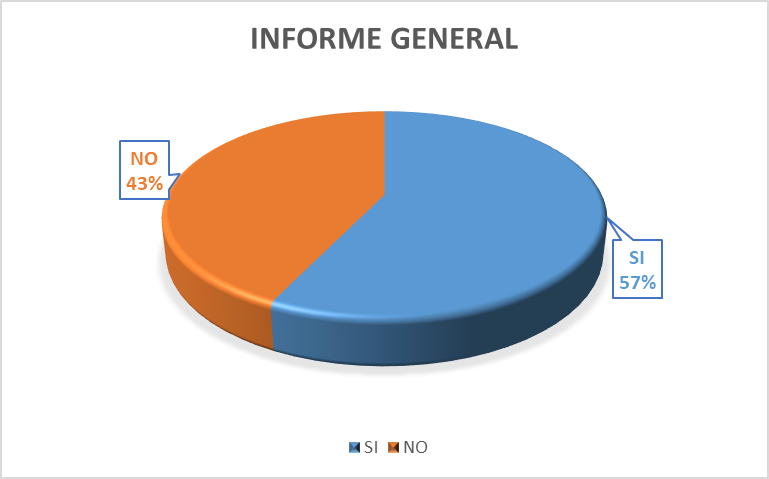 INFORME GENERAL
NO
43%
SI
57%
SI NO